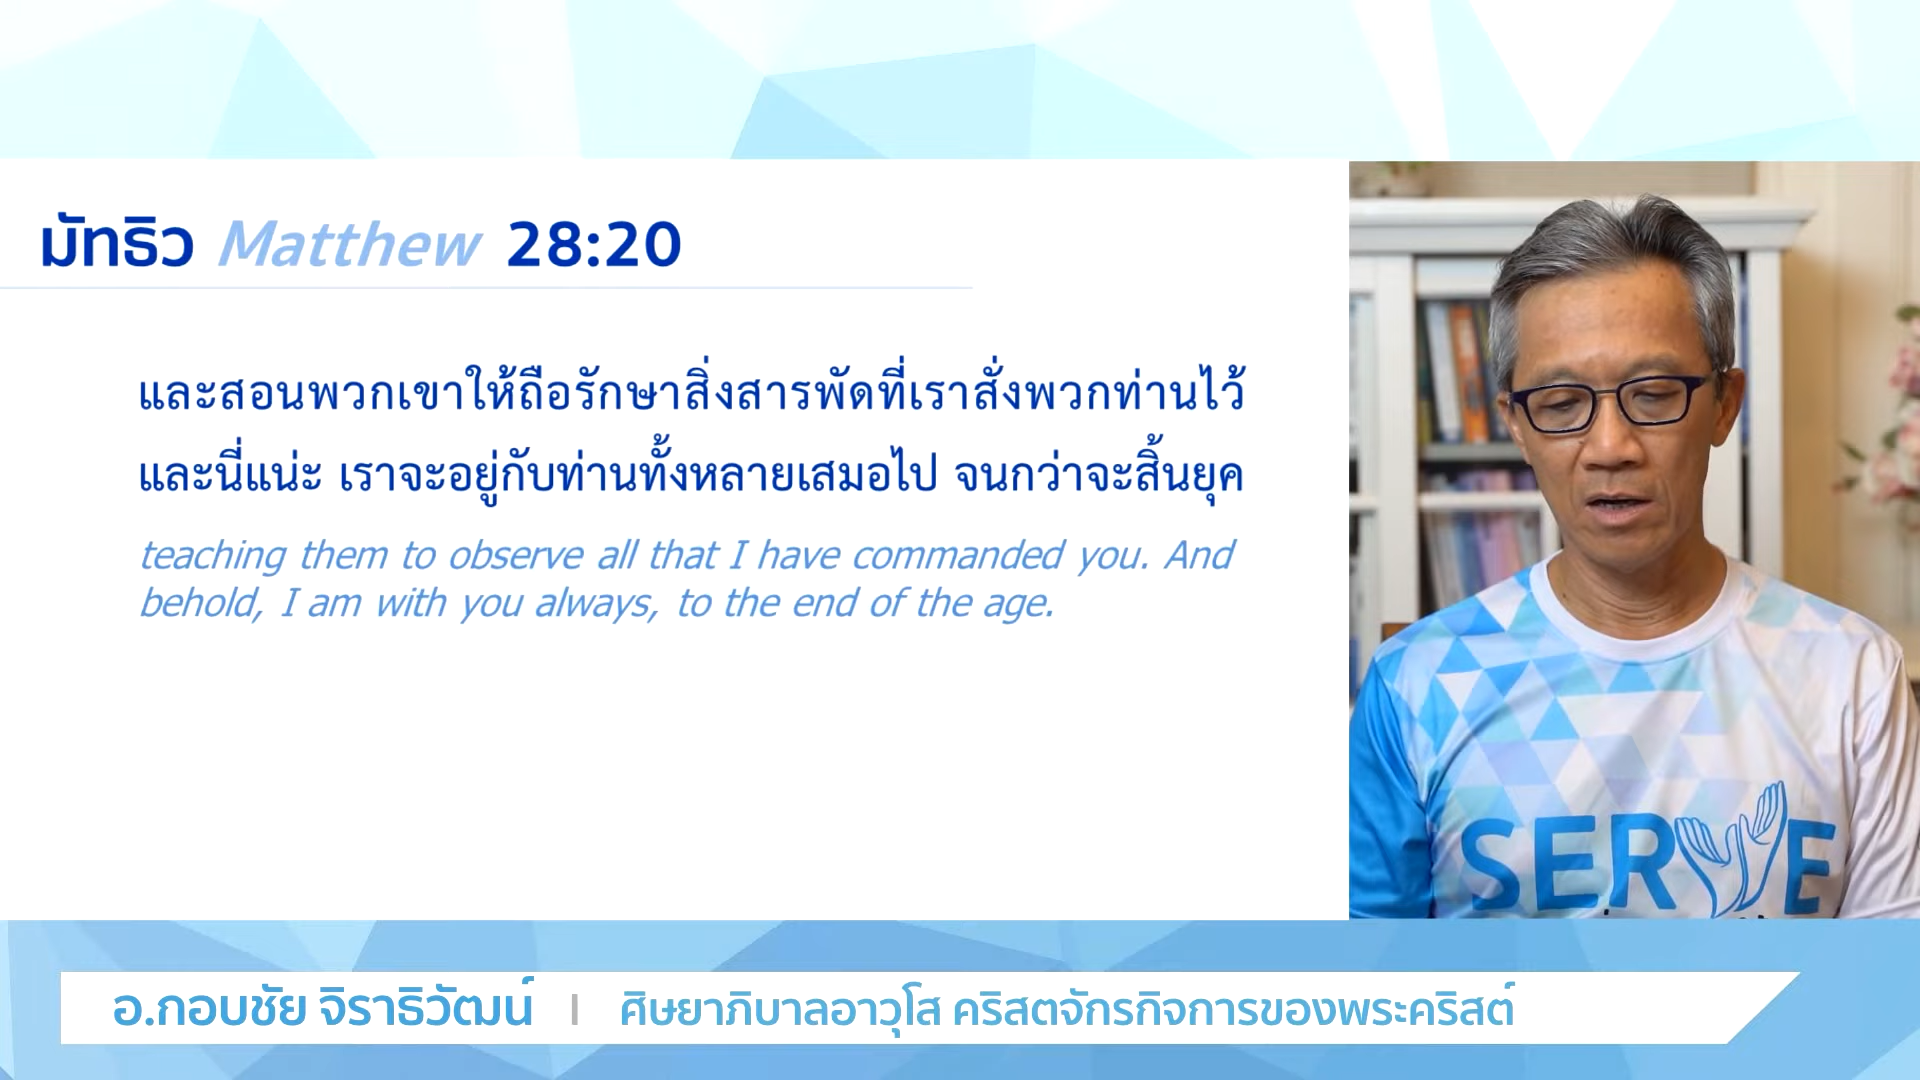 มัทธิว Matthew 28:20
และสอนพวกเขาให้ถือรักษาสิ่งสารพัดที่เราสั่งพวกท่านไว้
และนี่แน่ะ เราจะอยู่กับท่านทั้งหลายเสมอไป จนกว่าจะสิ้นยุค
teaching them to observe all that I have commanded you. And
behold, I am with you always, to the end of the age.
SERVE
อ.กอบชัย จิราธิวัฒน์ | ศิษยาภิบาลอาวุโส คริสตจักรกิจการของพระคริสต์